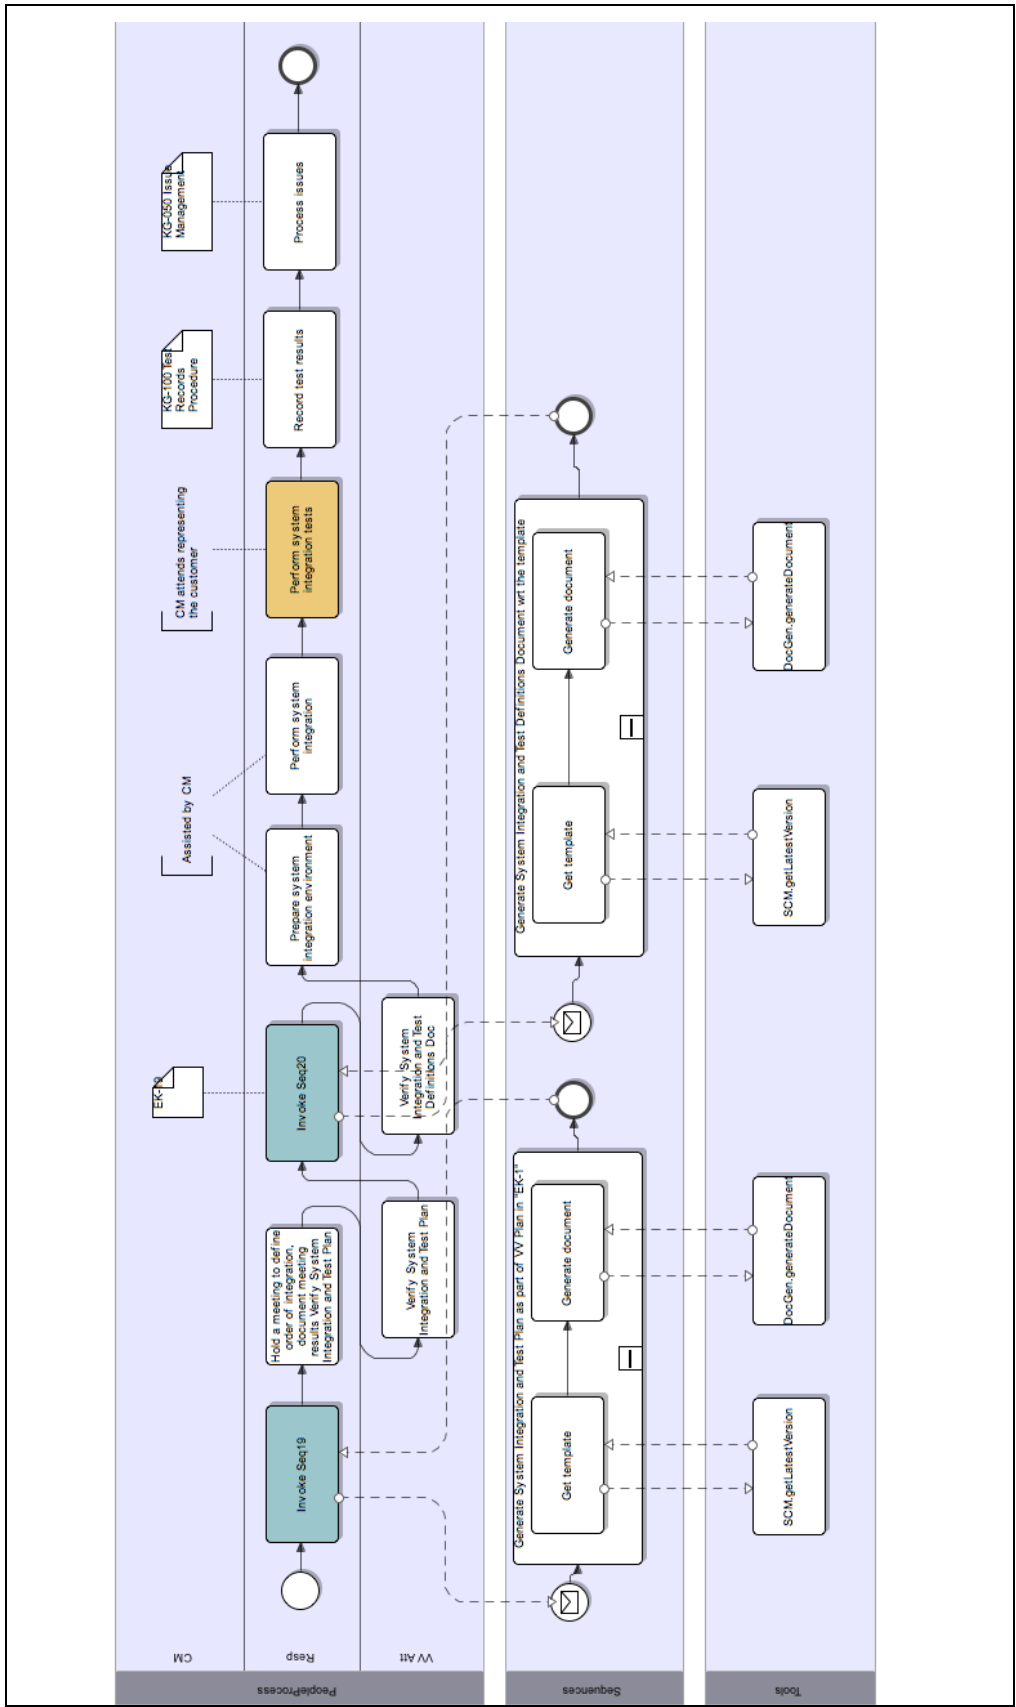 PeopleProcess
CM
Resp
VV Att
EK-19
Assisted by CM
CM attends representing
the customer
KG-100 Test
Records
Procedure
KG-050 Issue
Management
Invoke Seq19
Hold a meeting to define
order of integration,
document meeting
results Verify System
Integration and Test Plan
Invoke Seq20
Prepare system
integration environment
Perform system
integration
Perform system
integration tests
Record test results
Process issues
Verify System
Integration and Test Plan
Verify System
Integration and Test
Definitions Doc
Sequences
Generate System Integration and Test Plan as part of VV Plan in "EK-1"
Get template
Generate document
Generate System Integration and Test Definitions Document wrt the template
Get template
Generate document
Tools
SCM.getLatestVersion
DocGen.generateDocument
SCM.getLatestVersion
DocGen.generateDocument